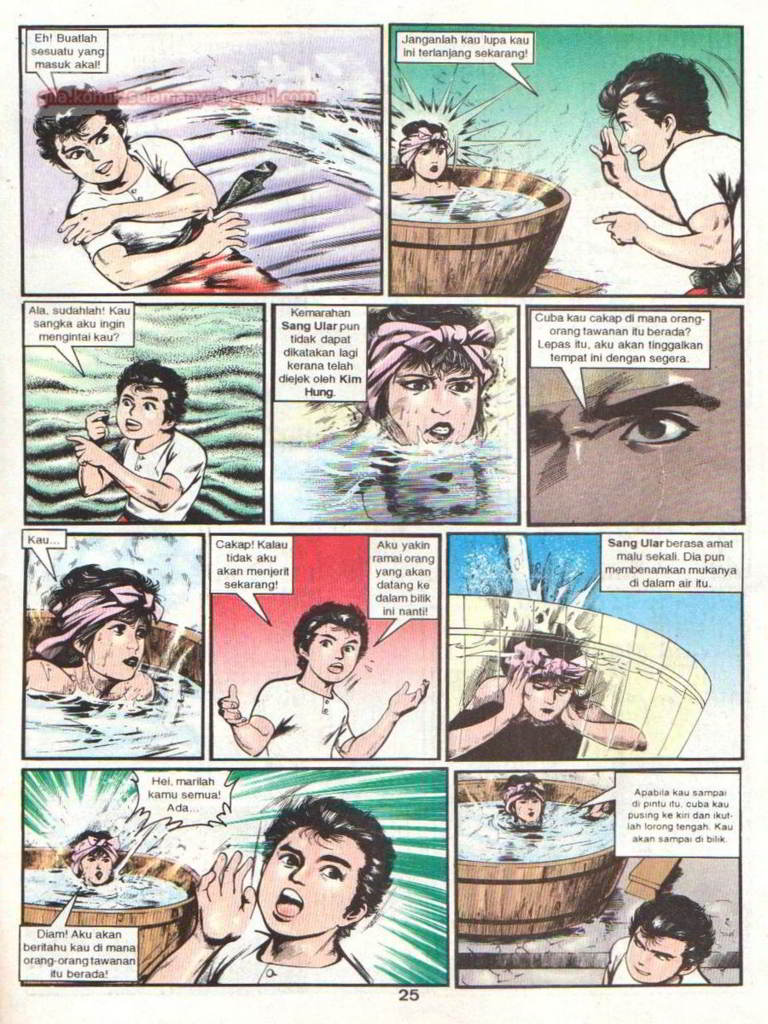 Eh! Buatlah
sesuatu yang
masuk akal!
Janganlah kau lupa kau
ini terlanjang sekarang!
Ala, sudahlah! Kau
sangka aku ingin
mengintai kau?
Kemarahan
Sang Ular pun
tidak dapat
dikatakan lagi
kerana telah
diejek oleh Kim
Hung.
Cuba kau cakap di mana orang-
orang tawanan itu berada?
Lepas itu, aku akan tinggalkan
tempat ini dengan segera.
Kau...
Cakap! Kalau
tidak aku
akan menjerit
sekarang!
Aku yakin
ramai orang
yang akan
datang ke
dalam bilik
ini nanti!
Sang Ular berasa amat
malu sekali. Dia pun
membenamkan mukanya
di dalam air itu.
Hei, marilah
kamu semua!
Ada...
Diam! Aku akan
beritahu kau di mana
orang-orang tawanan
itu berada!
Apabila kau sampai
di pintu itu, cuba kau
pusing ke kiri dan ikut-
lah lorong tengah. Kau
akan sampai di bilik.
25